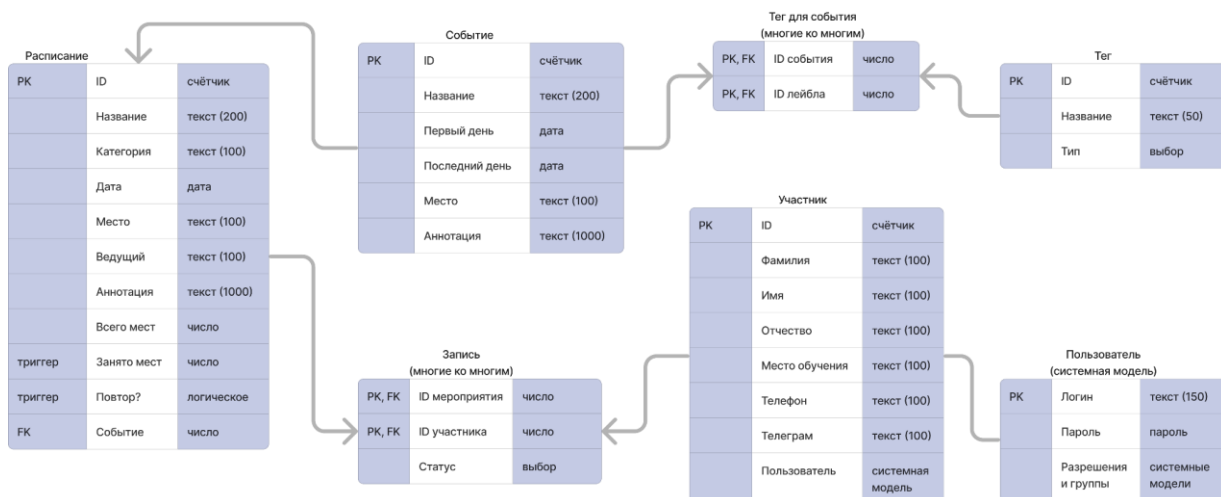 Расписание
PK ID счётчик
Название текст (200)
Категория текст (100)
Дата дата
Место текст (100)
Ведущий текст (100)
Аннотация текст (1000)
Всего мест число
триггер Занято мест число
триггер Повтор? логическое
FK Событие число
Событие
PK ID счётчик
Название текст (200)
Первый день дата
Последний день дата
Место текст (100)
Аннотация текст (1000)
Тег для события
(многие ко многим)
PK, FK ID события число
PK, FK ID лейбла число
Тег
PK ID счётчик
Название текст (50)
Тип выбор
Запись
(многие ко многим)
PK, FK ID мероприятия число
PK, FK ID участника число
Статус выбор
Участник
PK ID счётчик
Фамилия текст (100)
Имя текст (100)
Отчество текст (100)
Место обучения текст (100)
Телефон текст (100)
Телеграм текст (100)
Пользователь системная
модель
Пользователь
(системная модель)
PK Логин текст (150)
Пароль пароль
Разрешения системные
и группы модели